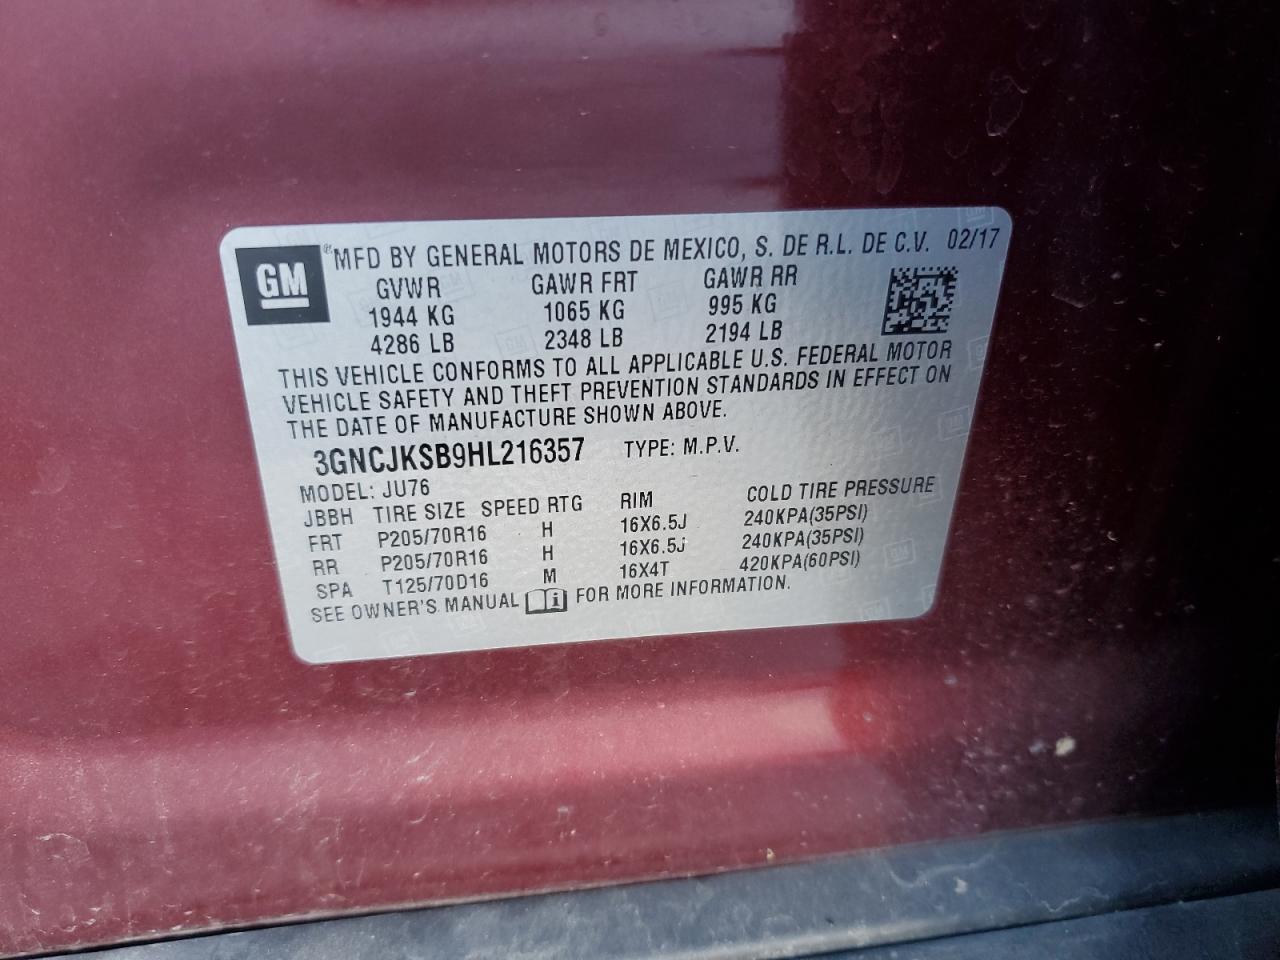 GM
® MFD BY GENERAL MOTORS DE MEXICO, S. DE R.L. DE C.V. 02/17
GVWR GAWR FRT GAWR RR
1944 KG 1065 KG 995 KG
4286 LB 2348 LB 2194 LB
THIS VEHICLE CONFORMS TO ALL APPLICABLE U.S. FEDERAL MOTOR
VEHICLE SAFETY AND THEFT PREVENTION STANDARDS IN EFFECT ON
THE DATE OF MANUFACTURE SHOWN ABOVE.
3GNCJKSB9HL216357 TYPE: M.P.V.
MODEL: JU76
JBBH TIRE SIZE SPEED RTG RIM COLD TIRE PRESSURE
FRT P205/70R16 H 16X6.5J 240KPA(35PSI)
RR P205/70R16 H 16X6.5J 240KPA(35PSI)
SPA T125/70D16 M 16X4T 420KPA(60PSI)
SEE OWNER'S MANUAL i FOR MORE INFORMATION.